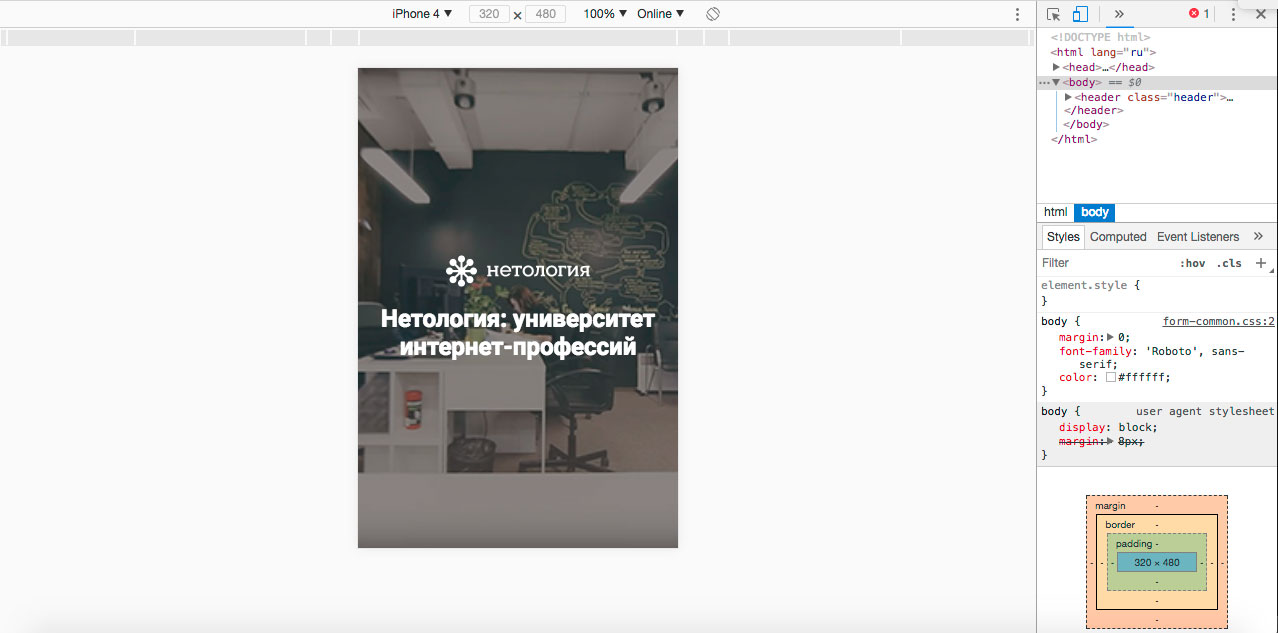 iPhone 4 ▼ 320 × 480 100% ▼ Online ▼
» 1
<!DOCTYPE html>
<html lang="ru">
<head>…</head>
<body> == $0
<header class="header">…
</header>
</body>
</html>
html body
Styles Computed Event Listeners »
Filter :hov .cls +
element.style {
}
body { form-common.css:2
margin: 0;
font-family: 'Roboto', sans-
serif;
color: #ffffff;
}
body { user agent stylesheet
display: block;
margin: 8px;
}
margin -
border -
padding -
- - - 320 × 480 - - -
-
-
-
нетология
Нетология: университет
интернет-профессий